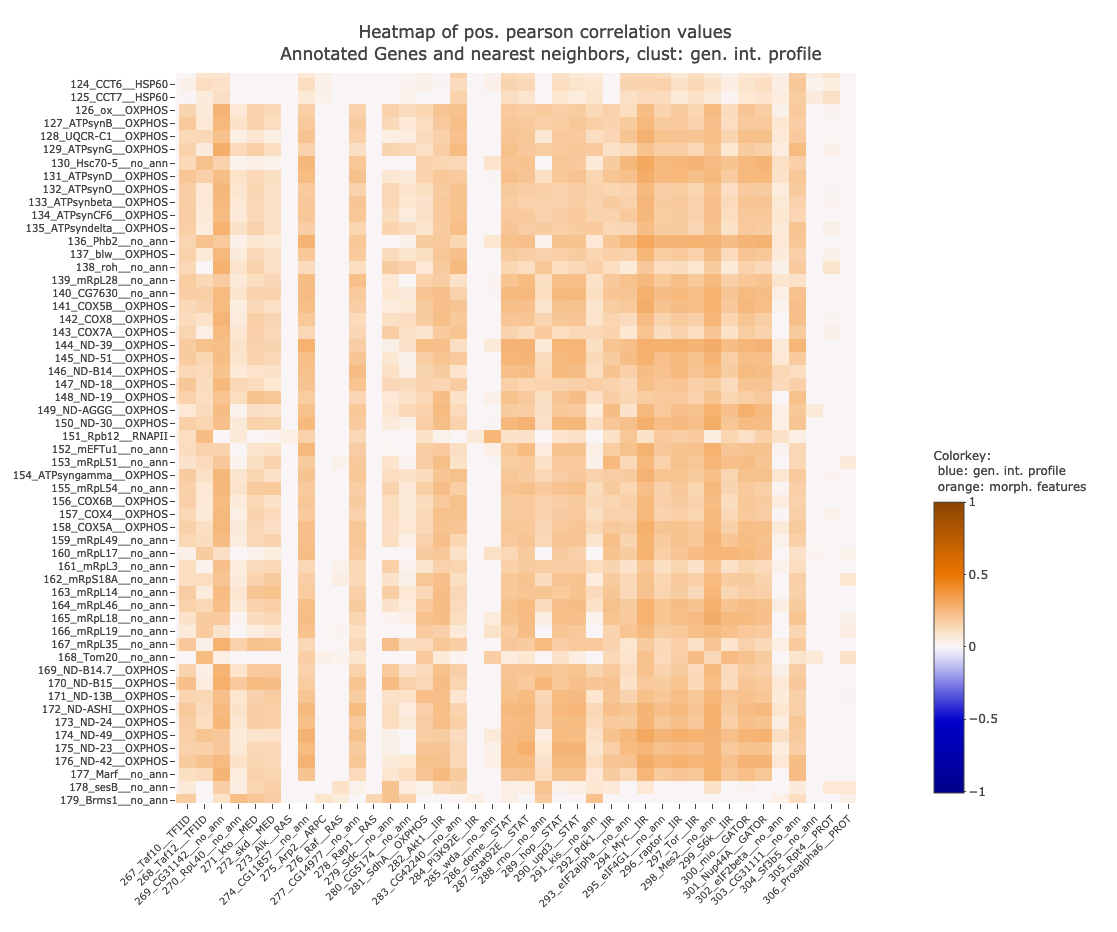 Heatmap of pos. pearson correlation values
Annotated Genes and nearest neighbors, clust: gen. int. profile
124_CCT6__HSP60
125_CCT7__HSP60
126_ox__OXPHOS
127_ATPsynB__OXPHOS
128_UQCR-C1__OXPHOS
129_ATPsynG__OXPHOS
130_Hsc70-5__no_ann
131_ATPsynD__OXPHOS
132_ATPsynO__OXPHOS
133_ATPsynbeta__OXPHOS
134_ATPsynCF6__OXPHOS
135_ATPsyndelta__OXPHOS
136_Phb2__no_ann
137_blw__OXPHOS
138_roh__no_ann
139_mRpL28__no_ann
140_CG7630__no_ann
141_COX5B__OXPHOS
142_COX8__OXPHOS
143_COX7A__OXPHOS
144_ND-39__OXPHOS
145_ND-51__OXPHOS
146_ND-B14__OXPHOS
147_ND-18__OXPHOS
148_ND-19__OXPHOS
149_ND-AGGG__OXPHOS
150_ND-30__OXPHOS
151_Rpb12__RNAPII
152_mEFTu1__no_ann
153_mRpL51__no_ann
154_ATPsyngamma__OXPHOS
155_mRpL54__no_ann
156_COX6B__OXPHOS
157_COX4__OXPHOS
158_COX5A__OXPHOS
159_mRpL49__no_ann
160_mRpL17__no_ann
161_mRpL3__no_ann
162_mRpS18A__no_ann
163_mRpL14__no_ann
164_mRpL46__no_ann
165_mRpL18__no_ann
166_mRpL19__no_ann
167_mRpL35__no_ann
168_Tom20__no_ann
169_ND-B14.7__OXPHOS
170_ND-B15__OXPHOS
171_ND-13B__OXPHOS
172_ND-ASHI__OXPHOS
173_ND-24__OXPHOS
174_ND-49__OXPHOS
175_ND-23__OXPHOS
176_ND-42__OXPHOS
177_Marf__no_ann
178_sesB__no_ann
179_Brms1__no_ann
267_Taf10__TFIID
268_Taf12__TFIID
269_CG31142__no_ann
270_Rpl40__no_ann
271_kto__MED
272_skd__MED
273_Alk__RAS
274_CG11857__no_ann
275_Arp2__ARPC
276_Raf__RAS
277_CG14977__no_ann
278_Rap1__RAS
279_Sdc__no_ann
280_CG5174__no_ann
281_SdhA__OXPHOS
282_Akt1__IIR
283_CG42240__no_ann
284_Pi3K92E__IIR
285_wda__no_ann
286_dome__STAT
287_Stat92E__STAT
288_rno__no_ann
289_hop__STAT
290_upd3__STAT
291_kis__no_ann
292_Pdk1__IIR
293_eIF2alpha__no_ann
294_Myc__IIR
295_eIF4G1__no_ann
296_raptor__IIR
297_Tor__IIR
298_Mes2__no_ann
299_S6k__IIR
300_mio__GATOR
301_Nup44A__GATOR
302_eIF2beta__no_ann
303_CG31111__no_ann
304_Slbp5__no_ann
305_Rpt4__PROT
306_Prosalpha6__PROT
Colorkey:
blue: gen. int. profile
orange: morph. features
1
0.5
0
−0.5
−1